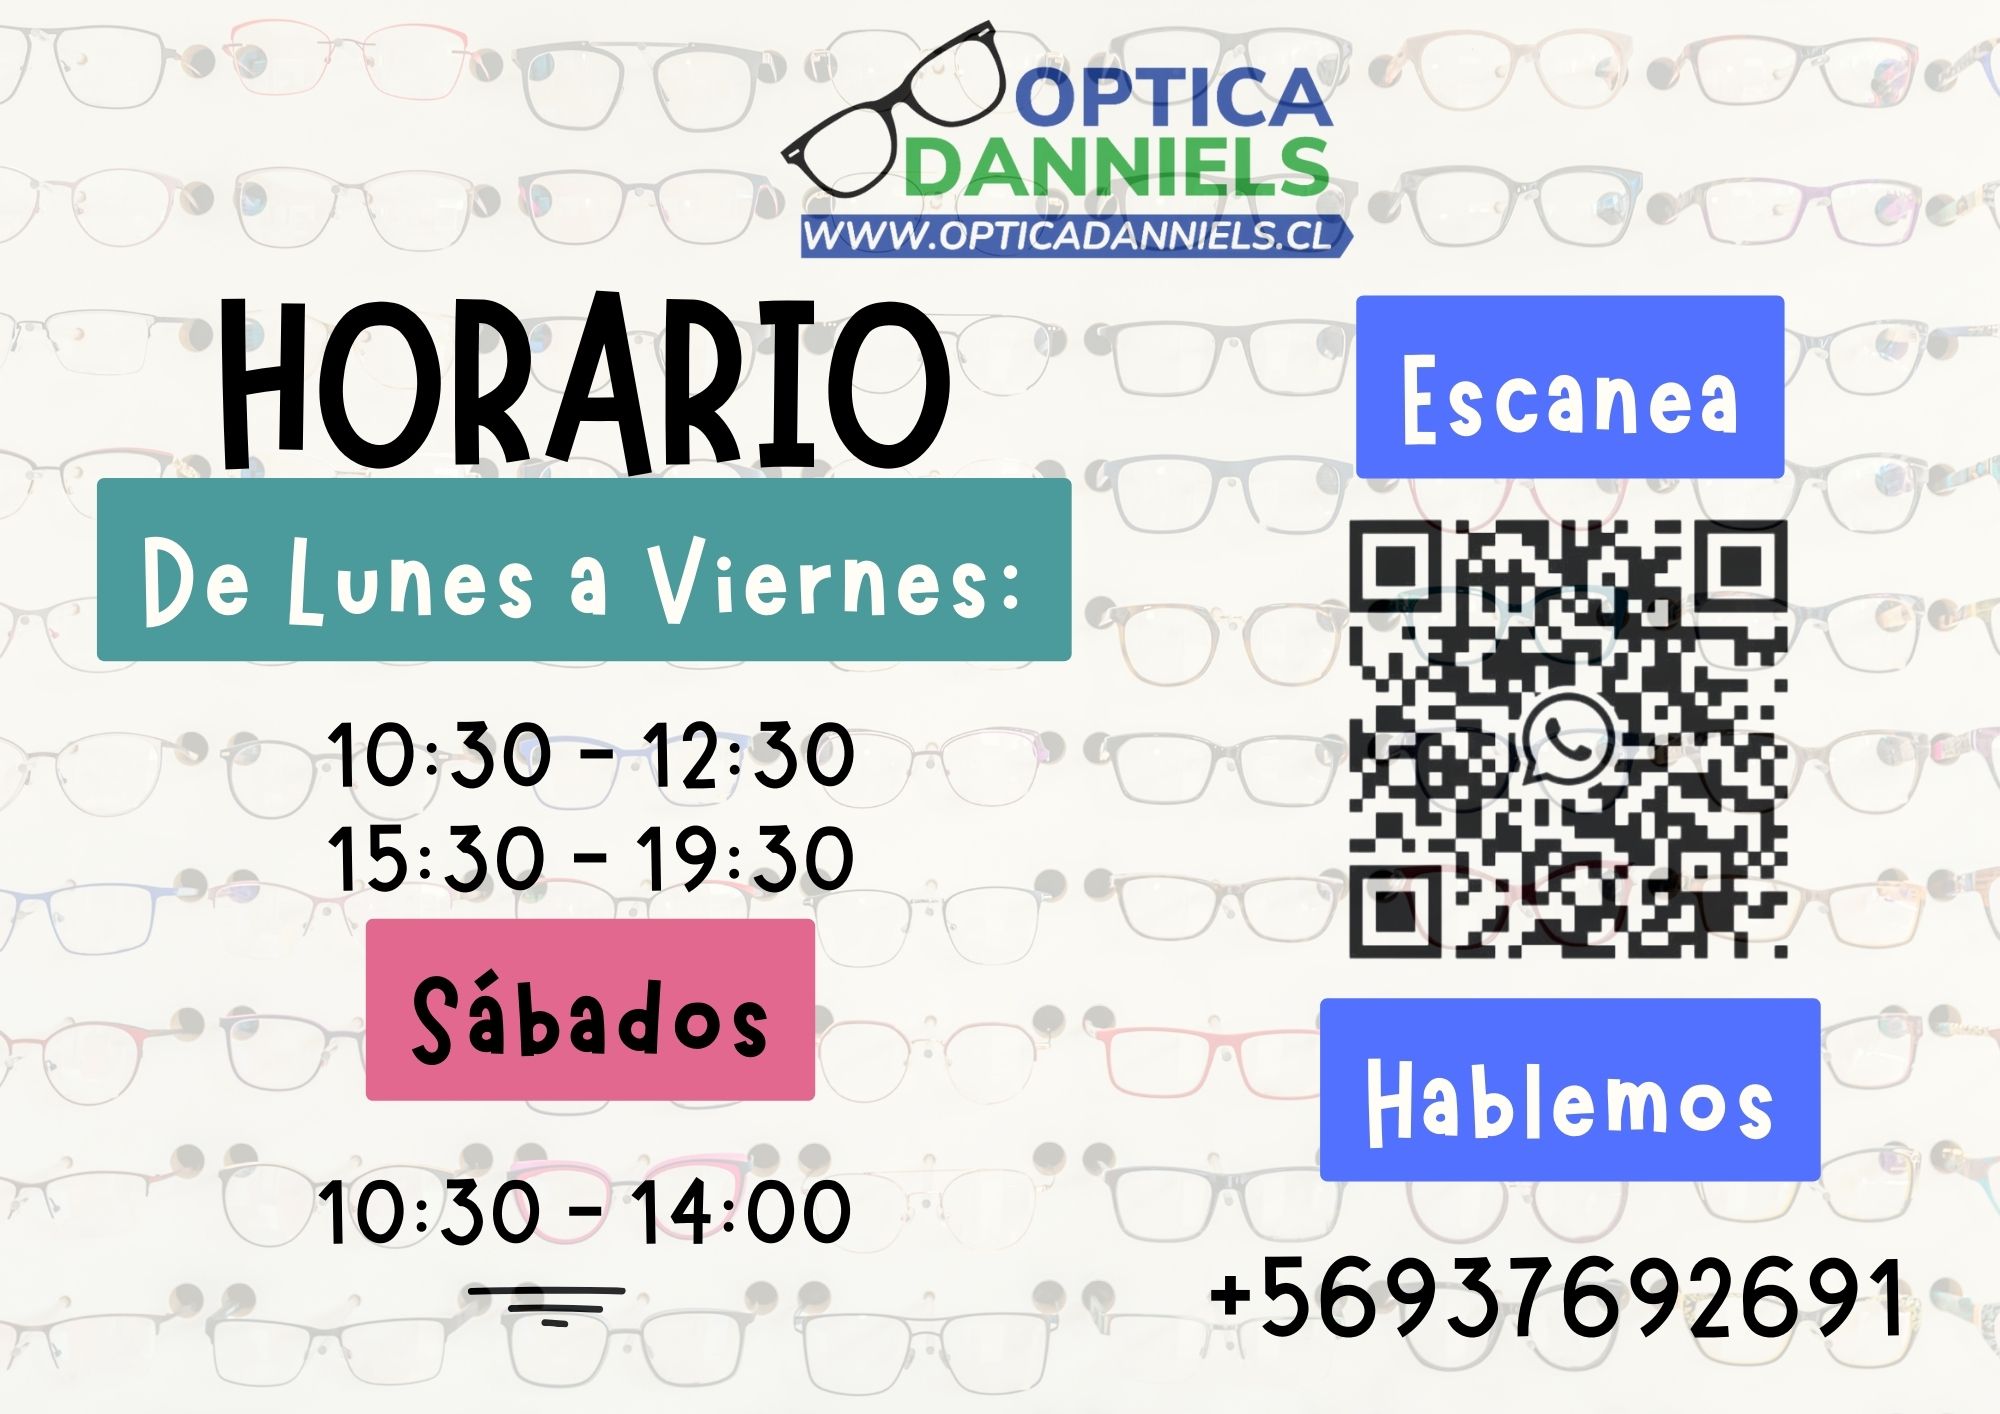 OPTICA
DANNIELS
WWW.OPTICADANNIELS.CL
HORARIO
De Lunes a Viernes:
10:30 - 12:30
15:30 - 19:30
Sábados
10:30 - 14:00
Escanea
Hablemos
+56937692691